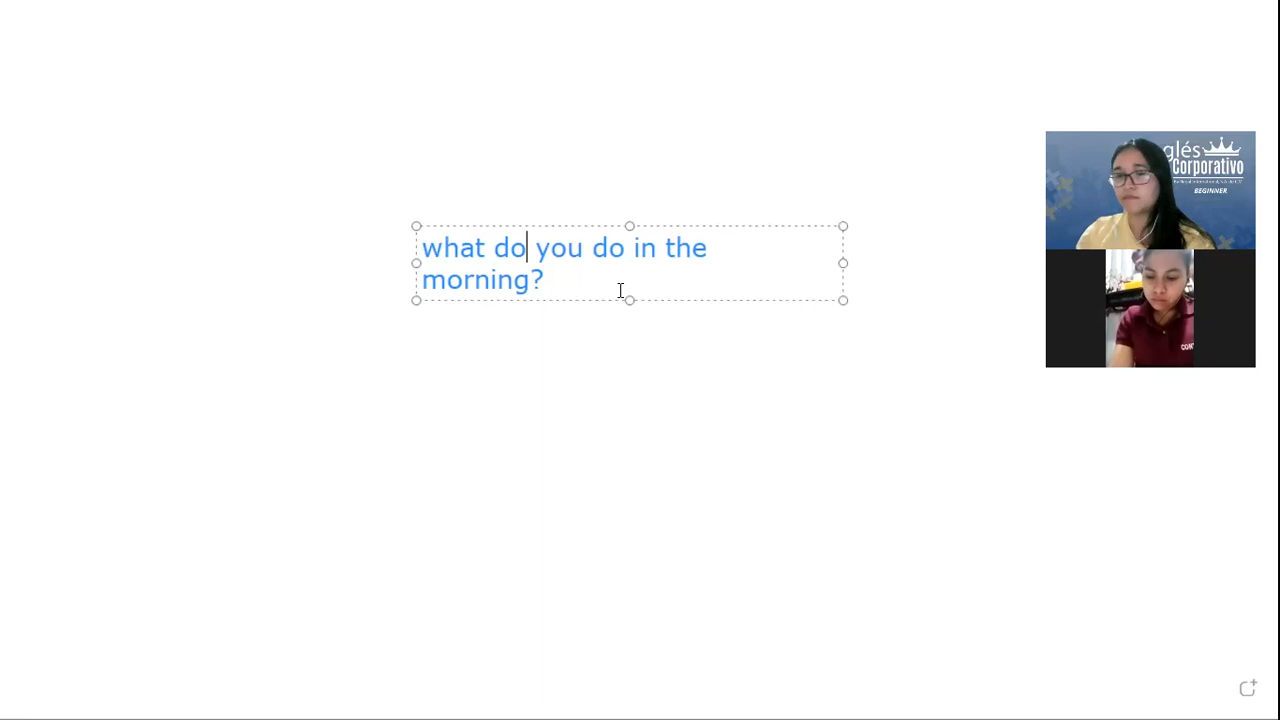 what do you do in the
morning?
glés
Corporativo
BEGINNER